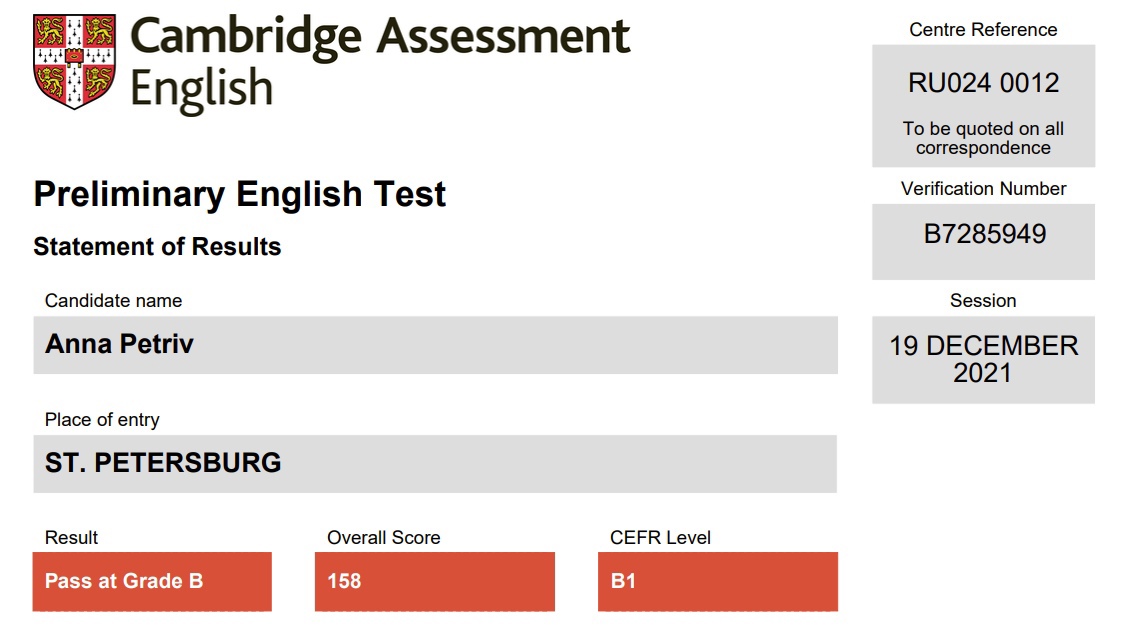 Cambridge Assessment
English
Centre Reference
RU024 0012
To be quoted on all
correspondence
Preliminary English Test
Statement of Results
Verification Number
B7285949
Candidate name
Anna Petriv
Session
19 DECEMBER
2021
Place of entry
ST. PETERSBURG
Result
Overall Score
CEFR Level
Pass at Grade B
158
B1